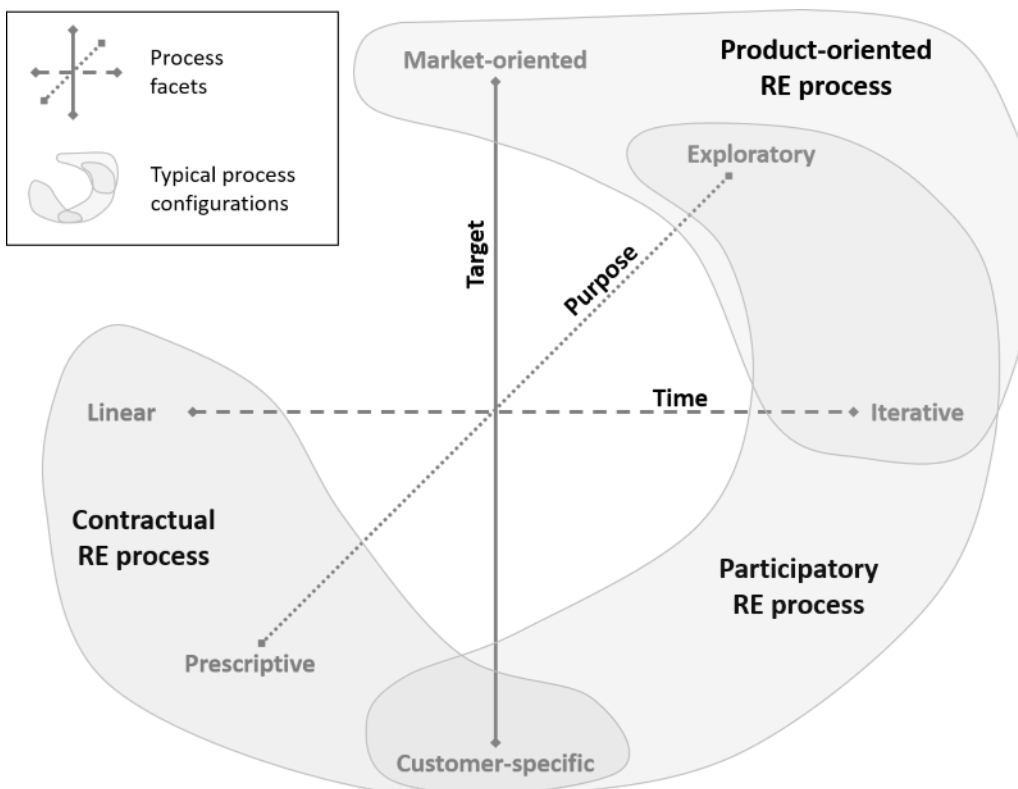 Process
facets
Typical process
configurations
Market-oriented
Product-oriented
RE process
Exploratory
Target
Purpose
Time
Linear
Iterative
Contractual
RE process
Participatory
RE process
Prescriptive
Customer-specific